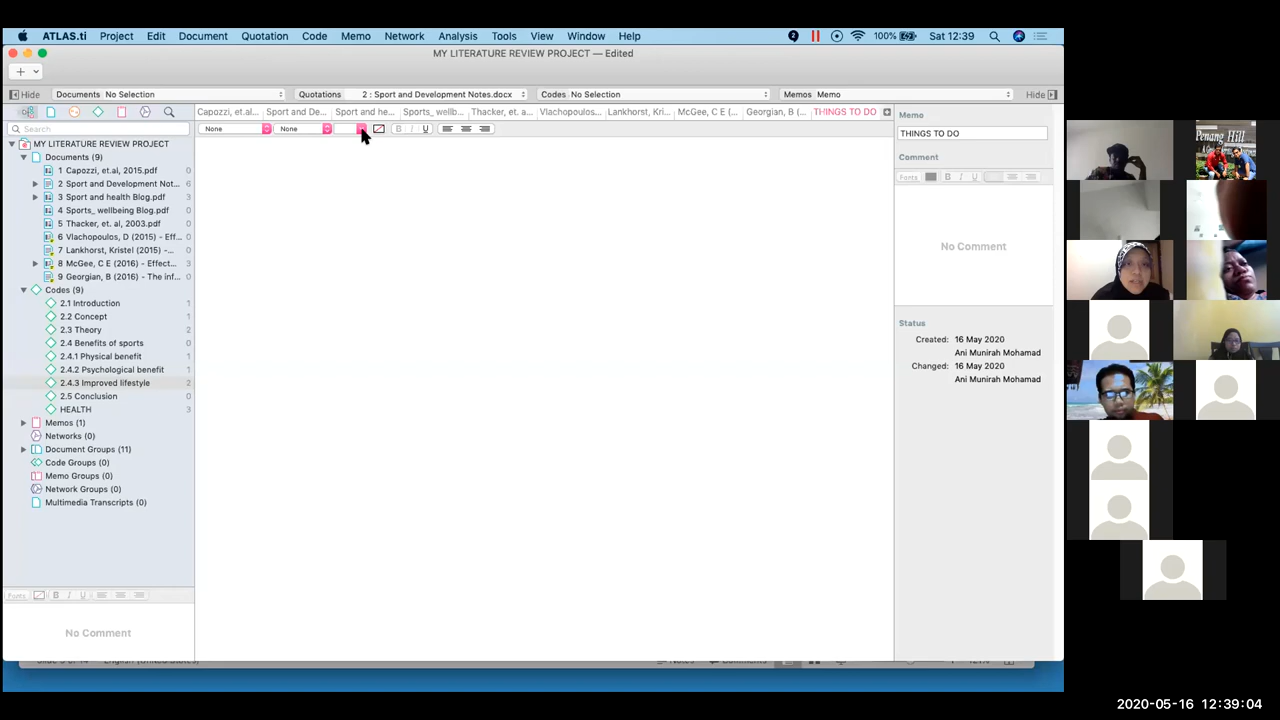 ATLAS.ti Project Edit Document Quotation Code Memo Network Analysis Tools View Window Help 2 100% Sat 12:39
MY LITERATURE REVIEW PROJECT — Edited
Hide Documents No Selection Quotations 2 : Sport and Development Notes.docx Codes No Selection Memos Memo Hide
Capozzi, et.al... Sport and De... Sport and he... Sports_ wellb... Thacker, et. a... Vlachopoulos... Lankhorst, Kri... McGee, C E (... Georgian, B (... THINGS TO DO
Search
None None B I U
MY LITERATURE REVIEW PROJECT
Documents (9)
1 Capozzi, et.al, 2015.pdf 0
2 Sport and Development Not... 6
3 Sport and health Blog.pdf 3
4 Sports_ wellbeing Blog.pdf 0
5 Thacker, et. al, 2003.pdf 0
6 Vlachopoulos, D (2015) - Eff... 0
7 Lankhorst, Kristel (2015) -... 0
8 McGee, C E (2016) - Effect... 3
9 Georgian, B (2016) - The inf... 0
Codes (9)
2.1 Introduction 1
2.2 Concept 1
2.3 Theory 2
2.4 Benefits of sports 0
2.4.1 Physical benefit 1
2.4.2 Psychological benefit 1
2.4.3 Improved lifestyle 2
2.5 Conclusion 0
HEALTH 3
Memos (1)
Networks (0)
Document Groups (11)
Code Groups (0)
Memo Groups (0)
Network Groups (0)
Multimedia Transcripts (0)
Fonts B I U
No Comment
Memo
THINGS TO DO
Comment
Fonts B I U
No Comment
Status
Created: 16 May 2020
Ani Munirah Mohamad
Changed: 16 May 2020
Ani Munirah Mohamad
Penang Hill
2020-05-16 12:39:04